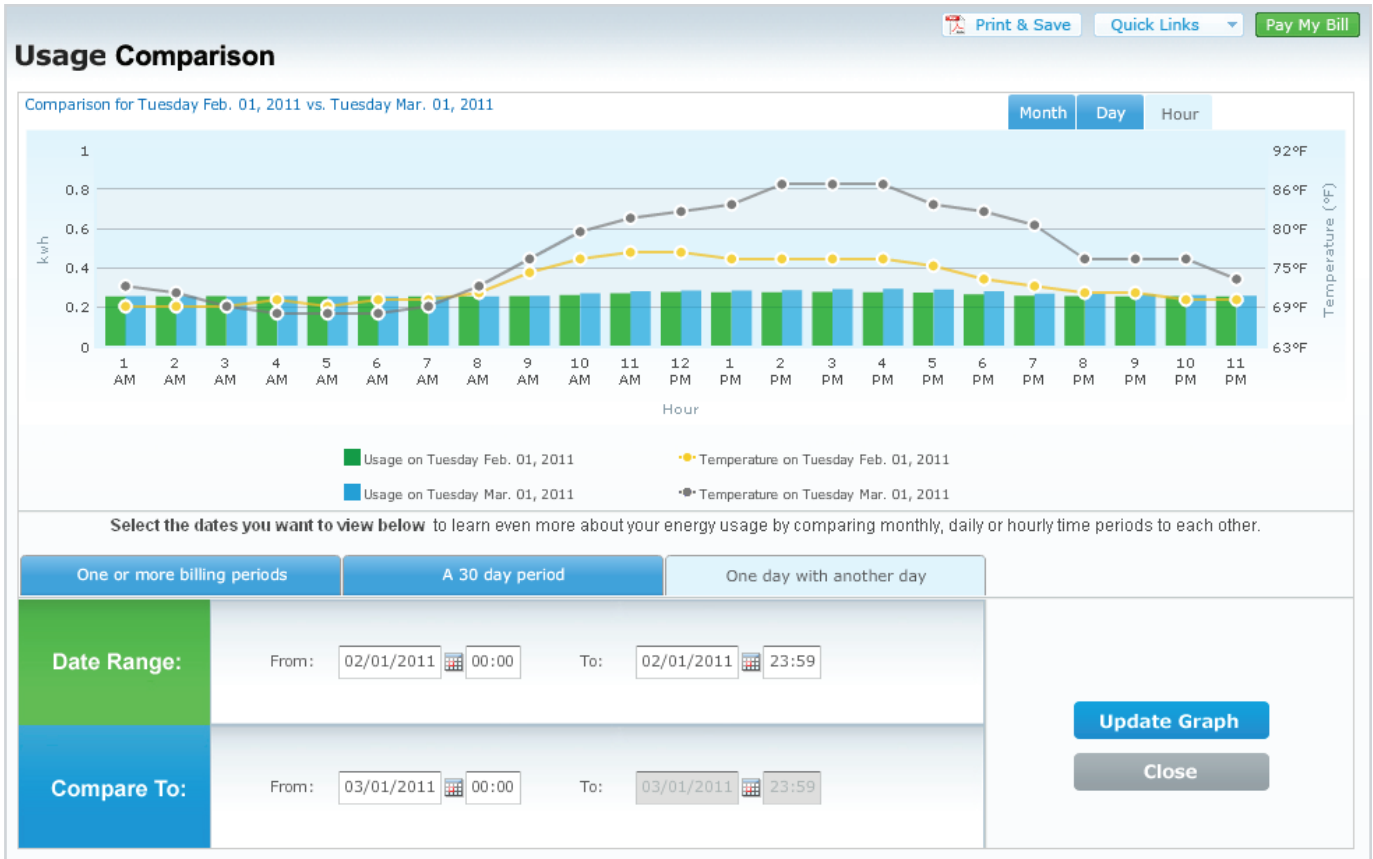 Print & Save Quick Links Pay My Bill
Usage Comparison
Comparison for Tuesday Feb. 01, 2011 vs. Tuesday Mar. 01, 2011
Month Day Hour
1 92ºF
0.8 86ºF
0.6 80ºF
0.4 75ºF
0.2 69ºF
0 63ºF
kwh
Temperature (ºF)
1 2 3 4 5 6 7 8 9 10 11 12 1 2 3 4 5 6 7 8 9 10 11
AM AM AM AM AM AM AM AM AM AM AM PM PM PM PM PM PM PM PM PM PM PM PM
Hour
Usage on Tuesday Feb. 01, 2011 Temperature on Tuesday Feb. 01, 2011
Usage on Tuesday Mar. 01, 2011 Temperature on Tuesday Mar. 01, 2011
Select the dates you want to view below to learn even more about your energy usage by comparing monthly, daily or hourly time periods to each other.
One or more billing periods A 30 day period One day with another day
Date Range: From: 02/01/2011 00:00 To: 02/01/2011 23:59
Update Graph
Compare To: From: 03/01/2011 00:00 To: 03/01/2011 23:59
Close